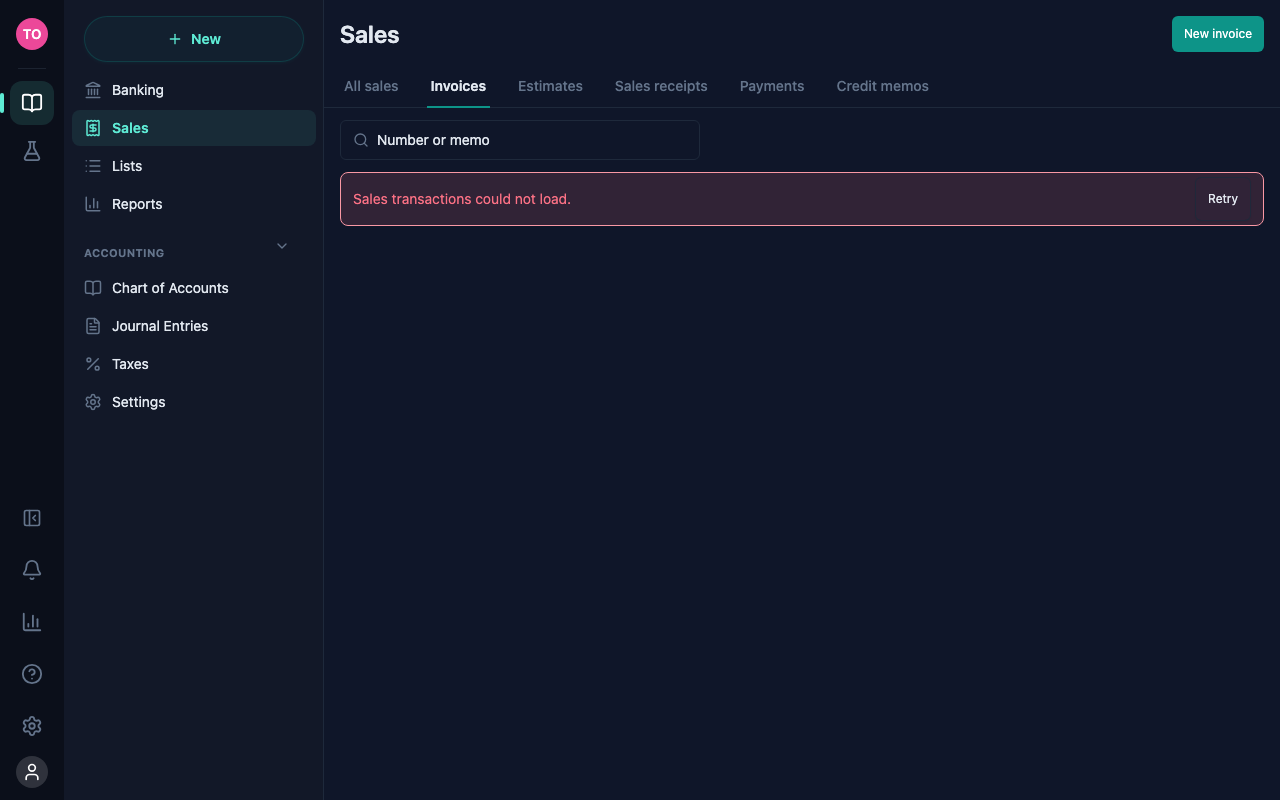 TO
New
Banking
Sales
Lists
Reports
ACCOUNTING
Chart of Accounts
Journal Entries
Taxes
Settings
Sales
New invoice
All sales
Invoices
Estimates
Sales receipts
Payments
Credit memos
Number or memo
Sales transactions could not load.
Retry